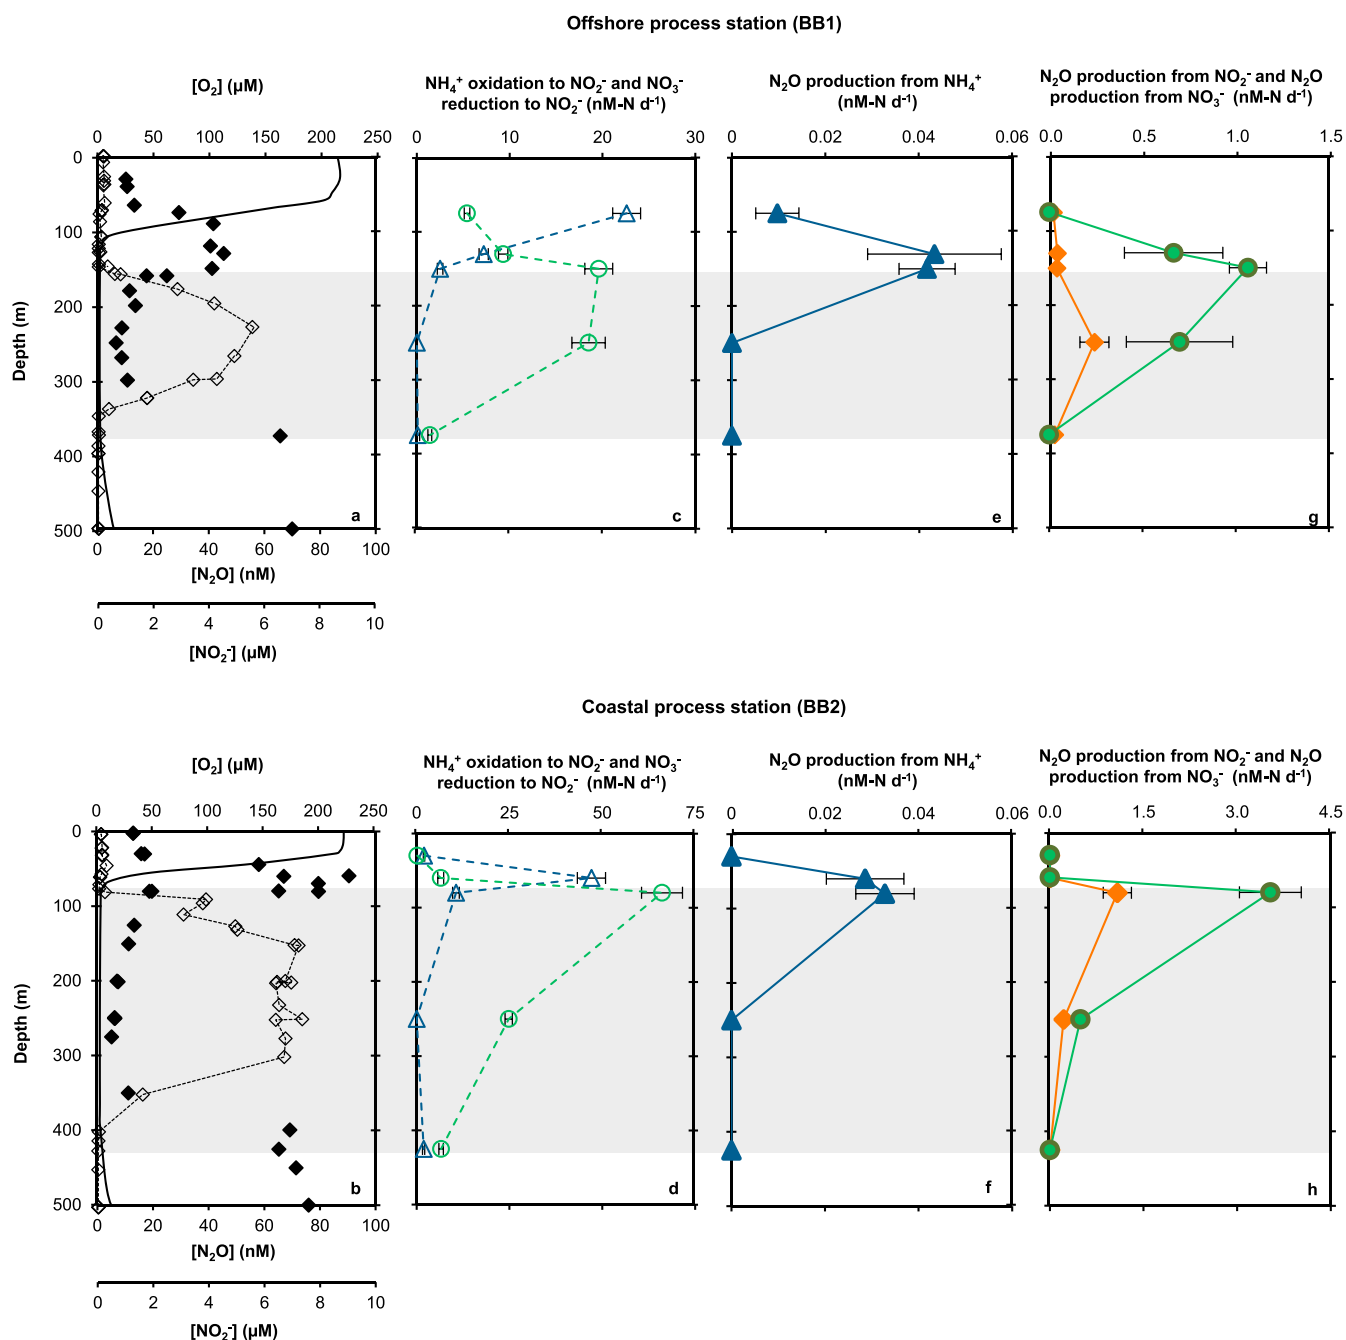 Offshore process station (BB1)
[O₂] (µM)
NH₄⁺ oxidation to NO₂⁻ and NO₃⁻
reduction to NO₂⁻ (nM-N d⁻¹)
N₂O production from NH₄⁺
(nM-N d⁻¹)
N₂O production from NO₂⁻ and N₂O
production from NO₃⁻ (nM-N d⁻¹)
0 50 100 150 200 250
0 10 20 30
0 0.02 0.04 0.06
0.0 0.5 1.0 1.5
Depth (m)
0
100
200
300
400
500
a
c
e
g
0 20 40 60 80 100
[N₂O] (nM)
0 2 4 6 8 10
[NO₂⁻] (µM)
Coastal process station (BB2)
[O₂] (µM)
NH₄⁺ oxidation to NO₂⁻ and NO₃⁻
reduction to NO₂⁻ (nM-N d⁻¹)
N₂O production from NH₄⁺
(nM-N d⁻¹)
N₂O production from NO₂⁻ and N₂O
production from NO₃⁻ (nM-N d⁻¹)
0 50 100 150 200 250
0 25 50 75
0 0.02 0.04 0.06
0.0 1.5 3.0 4.5
Depth (m)
0
100
200
300
400
500
b
d
f
h
0 20 40 60 80 100
[N₂O] (nM)
0 2 4 6 8 10
[NO₂⁻] (µM)